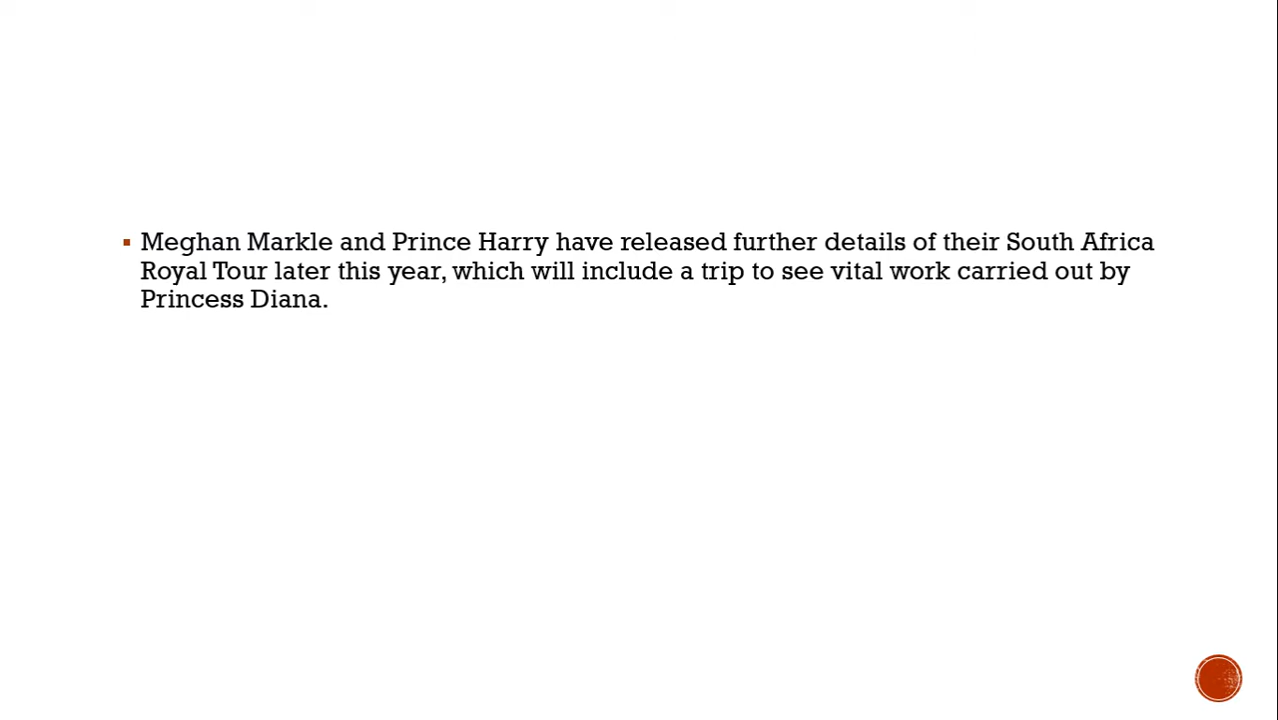 ▪ Meghan Markle and Prince Harry have released further details of their South Africa
Royal Tour later this year, which will include a trip to see vital work carried out by
Princess Diana.